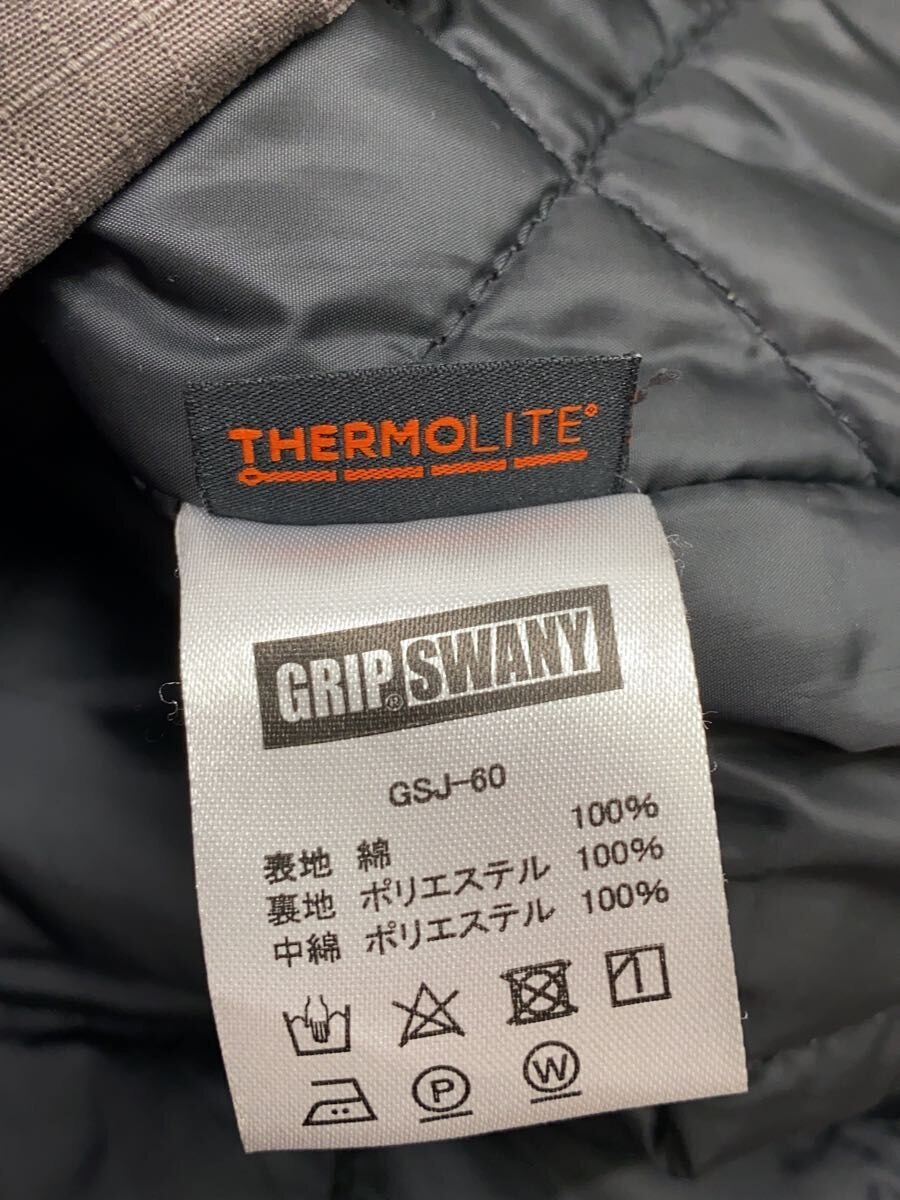 THERMOLITE®
GRIP® SWANY
GSJ-60
表地 綿 100%
裏地 ポリエステル 100%
中綿 ポリエステル 100%
P
W